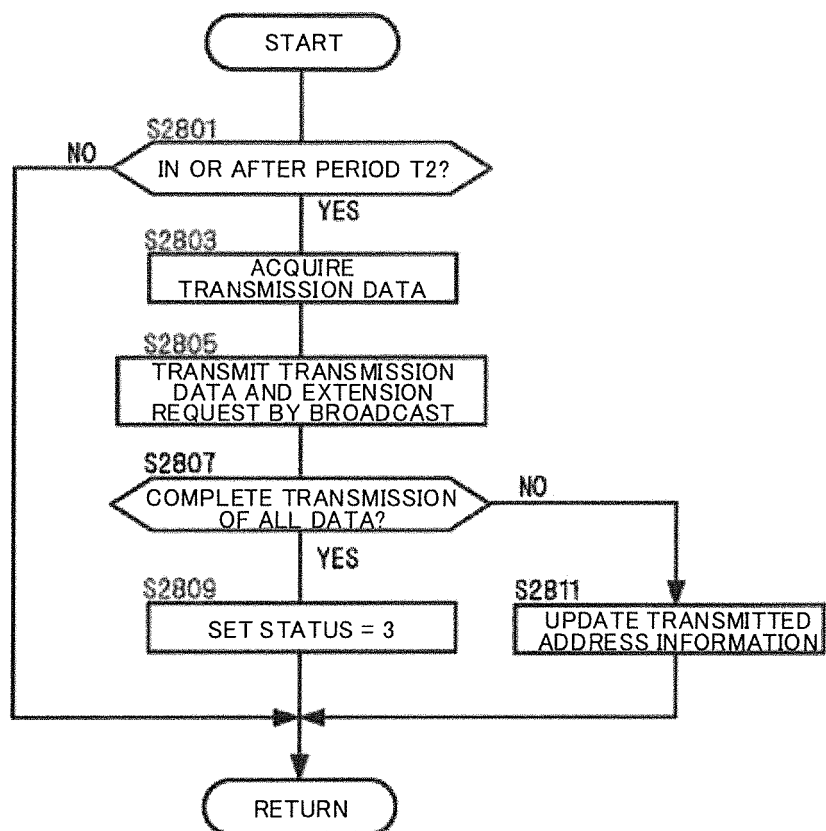 START
S2801
NO
IN OR AFTER PERIOD T2?
YES
S2803
ACQUIRE
TRANSMISSION DATA
S2805
TRANSMIT TRANSMISSION
DATA AND EXTENSION
REQUEST BY BROADCAST
S2807
COMPLETE TRANSMISSION
OF ALL DATA?
NO
YES
S2809
SET STATUS = 3
S2811
UPDATE TRANSMITTED
ADDRESS INFORMATION
RETURN